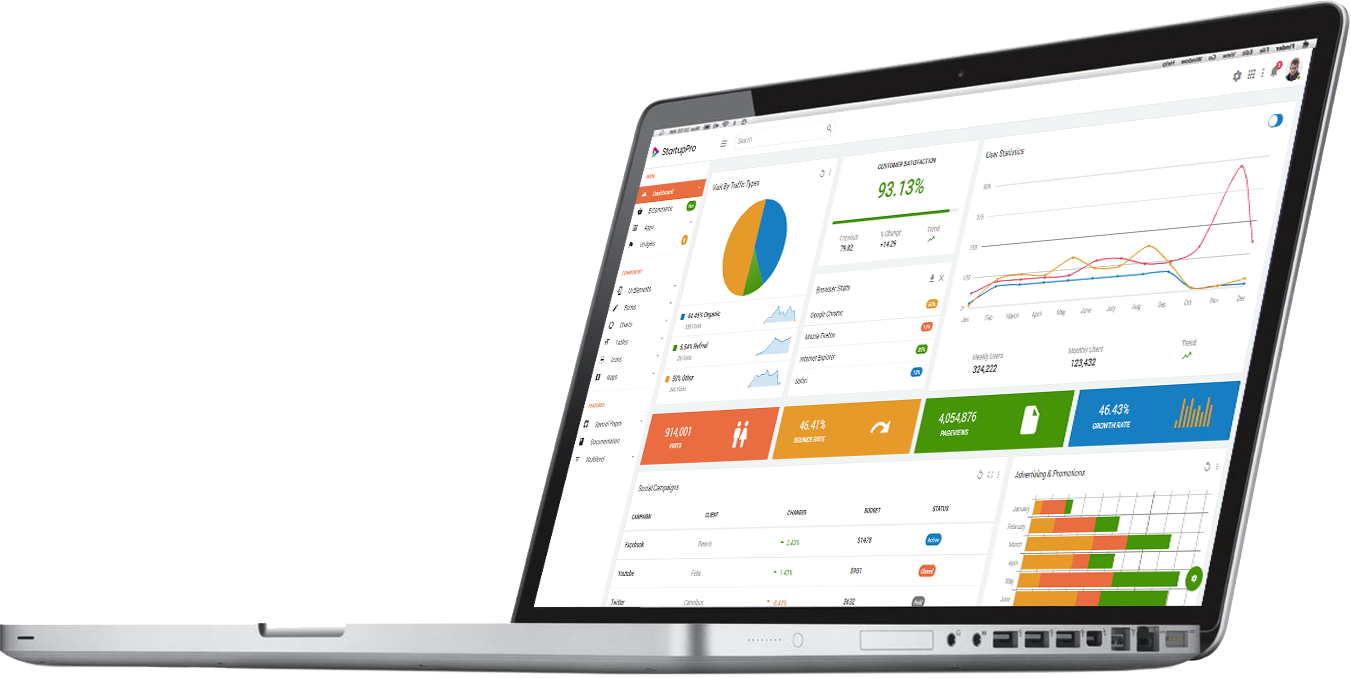 Finder File Edit View Go Window Help
StartupPro
Search
MAIN
Dashboard
E-Commerce
Apps
Widgets
COMPONENT
UI Elements
Forms
Charts
Tables
Icons
Maps
FEATURED
Special Pages
Documentation
Multilevel
Visit By Traffic Types
44.46% Organic
5.54% Refinal
50% Other
CUSTOMER SATISFACTION
93.13%
Previous
79.82
% Change
+14.29
Trend
Browser Stats
Google Chrome
Mozila Firefox
Internet Explorer
Safari
User Statistics
0
Jan Feb March April May June July Aug Sep Oct Nov Dec
Weekly Users
324,222
Monthly Users
123,432
Trend
914,001
VISITS
46.41%
BOUNCE RATE
4,054,876
PAGEVIEWS
46.43%
GROWTH RATE
Social Campaigns
CAMPAIGN CLIENT CHANGES BUDGET STATUS
Facebook 2.43% $1478 Active
Youtube Felix 1.43% $951 Closed
Twitter Cannibus -8.43% $632 Hold
Advertising & Promotions
January
February
March
April
May
June